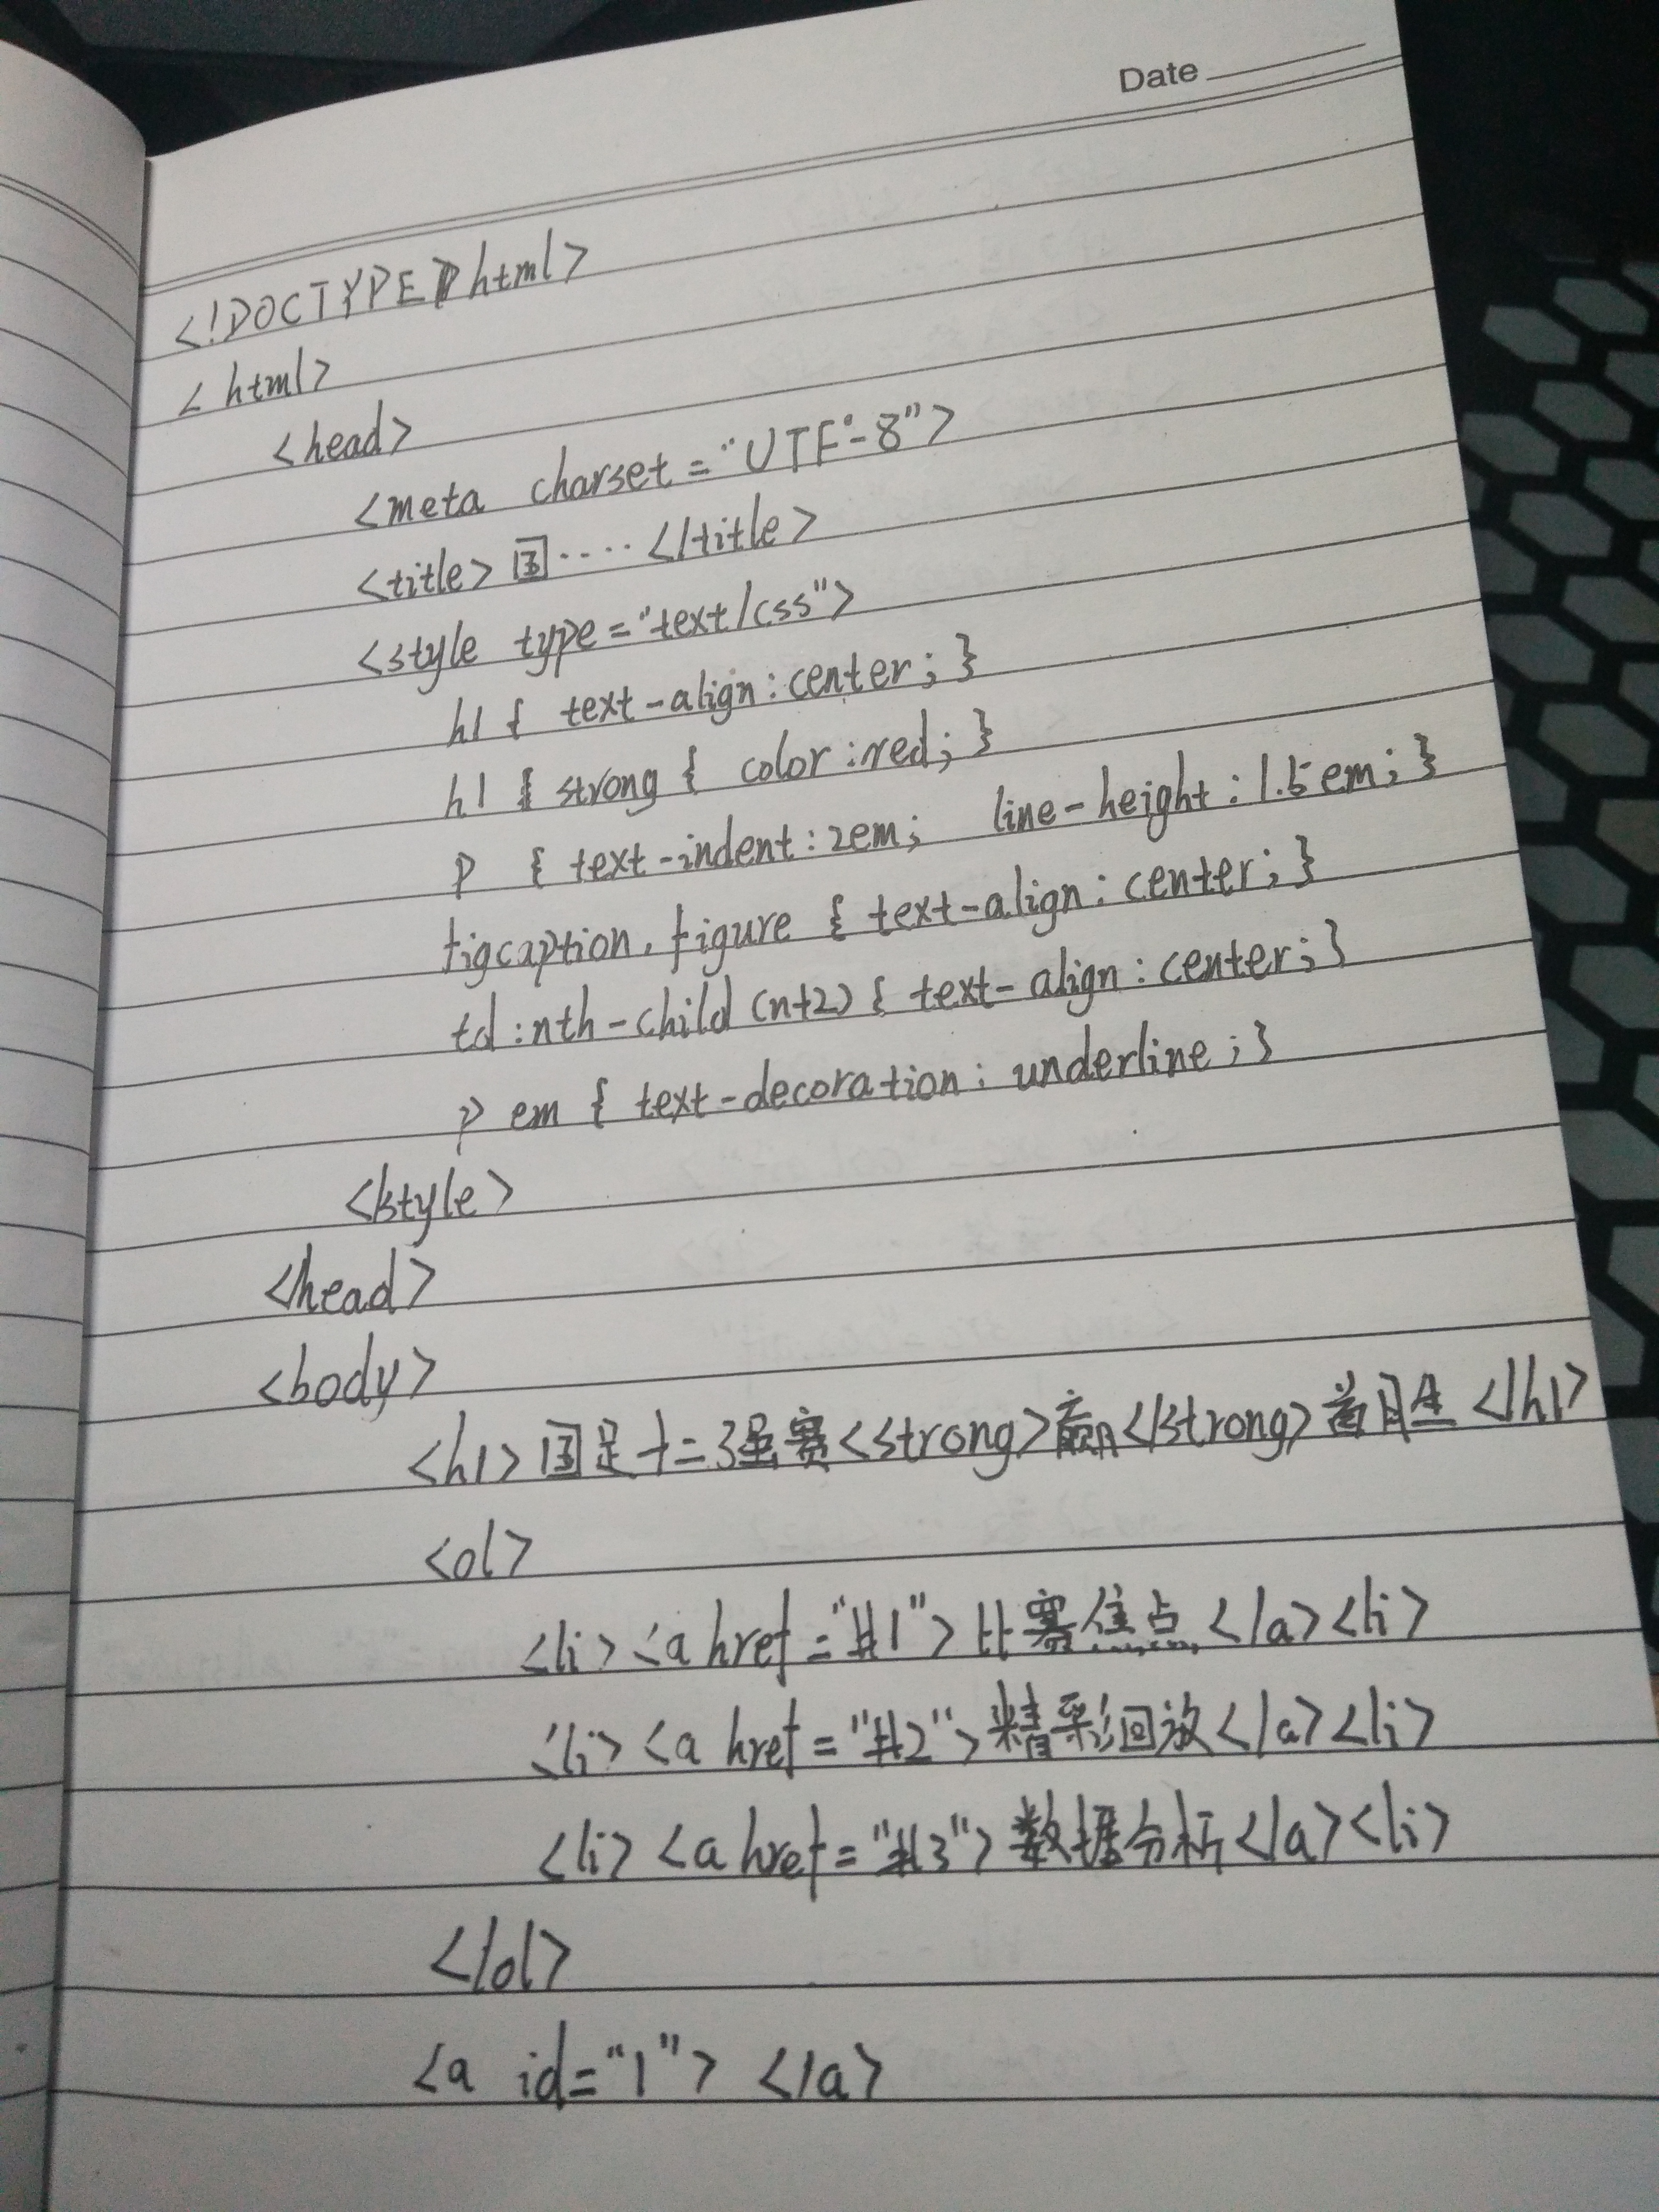 Date
<!DOCTYPE html>
< html>
<head>
<meta charset="UTF-8">
<title>国····</title>
<style type="text/css">
h1 { text-align:center; }
h1 strong { color:red; }
p { text-indent:2em; line-height:1.5em; }
figcaption, figure { text-align:center; }
td:nth-child(n+2) { text-align:center; }
p em { text-decoration: underline; }
</style>
</head>
<body>
<h1>国足十二强赛<strong>赢</strong>首胜</h1>
<ol>
<li><a href="#1">比赛焦点</a><li>
<li><a href="#2">精彩回放</a><li>
<li><a href="#3">数据分析</a><li>
</ol>
<a id="1"> </a>